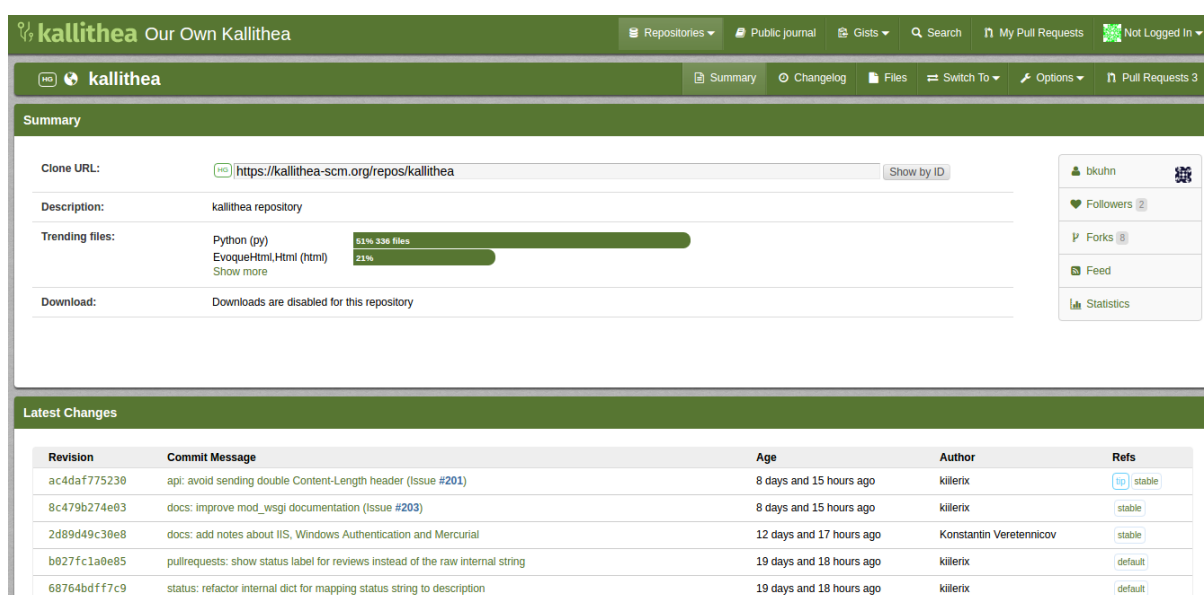 kallithea Our Own Kallithea
Repositories Public journal Gists Search My Pull Requests Not Logged In
HG kallithea
Summary Changelog Files Switch To Options Pull Requests 3
Summary
Clone URL: HG https://kallithea-scm.org/repos/kallithea Show by ID
Description: kallithea repository
Trending files: Python (py) 51% 336 files
EvoqueHtml,Html (html) 21%
Show more
Download: Downloads are disabled for this repository
bkuhn
Followers 2
Forks 8
Feed
Statistics
Latest Changes
Revision Commit Message Age Author Refs
ac4daf775230 api: avoid sending double Content-Length header (Issue #201) 8 days and 15 hours ago kiilerix tip stable
8c479b274e03 docs: improve mod_wsgi documentation (Issue #203) 8 days and 15 hours ago kiilerix stable
2d89d49c30e8 docs: add notes about IIS, Windows Authentication and Mercurial 12 days and 17 hours ago Konstantin Veretennicov stable
b027fc1a0e85 pullrequests: show status label for reviews instead of the raw internal string 19 days and 18 hours ago kiilerix default
68764bdff7c9 status: refactor internal dict for mapping status string to description 19 days and 18 hours ago kiilerix default